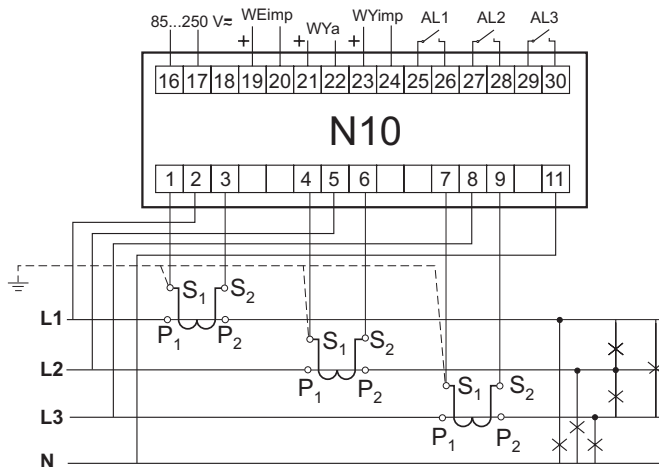 85...250 V≂ + WEimp + WYa + WYimp AL1 AL2 AL3
16 17 18 19 20 21 22 23 24 25 26 27 28 29 30
N10
1 2 3 4 5 6 7 8 9 11
S1 S2
L1
P1 P2
S1 S2
L2
P1 P2
S1 S2
L3
P1 P2
N